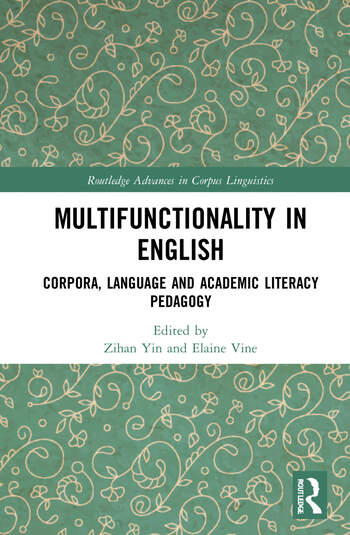 Routledge Advances in Corpus Linguistics
MULTIFUNCTIONALITY IN
ENGLISH
CORPORA, LANGUAGE AND ACADEMIC LITERACY
PEDAGOGY
Edited by
Zihan Yin and Elaine Vine
ROUTLEDGE